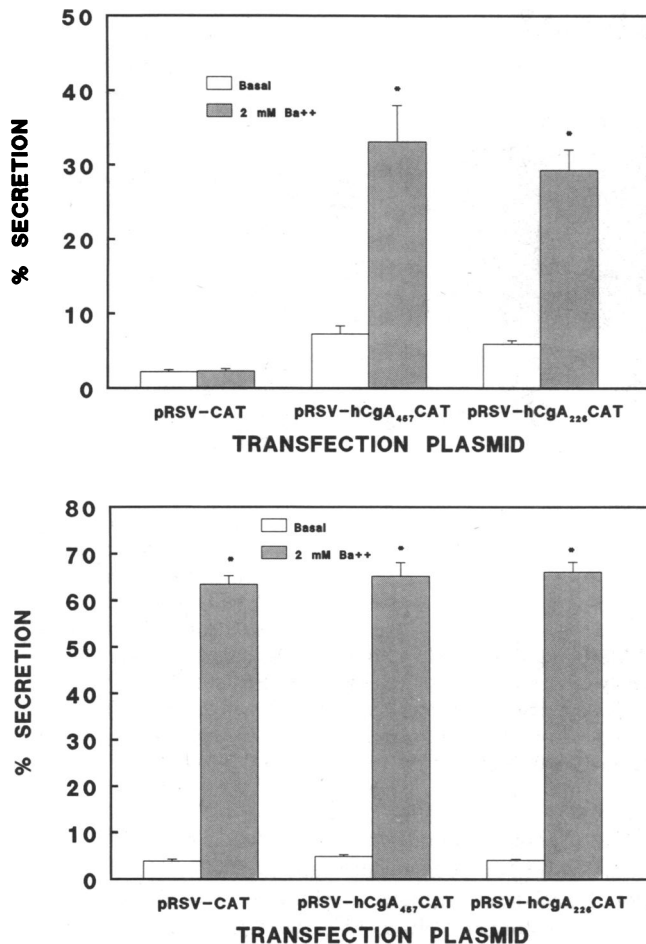 50
40
30
20
10
0
% SECRETION
Basal
2 mM Ba++
*
*
pRSV-CAT
pRSV-hCgA₄₅₇CAT
pRSV-hCgA₂₂₆CAT
TRANSFECTION PLASMID
80
70
60
50
40
30
20
10
0
% SECRETION
Basal
2 mM Ba++
*
*
*
pRSV-CAT
pRSV-hCgA₄₅₇CAT
pRSV-hCgA₂₂₆CAT
TRANSFECTION PLASMID